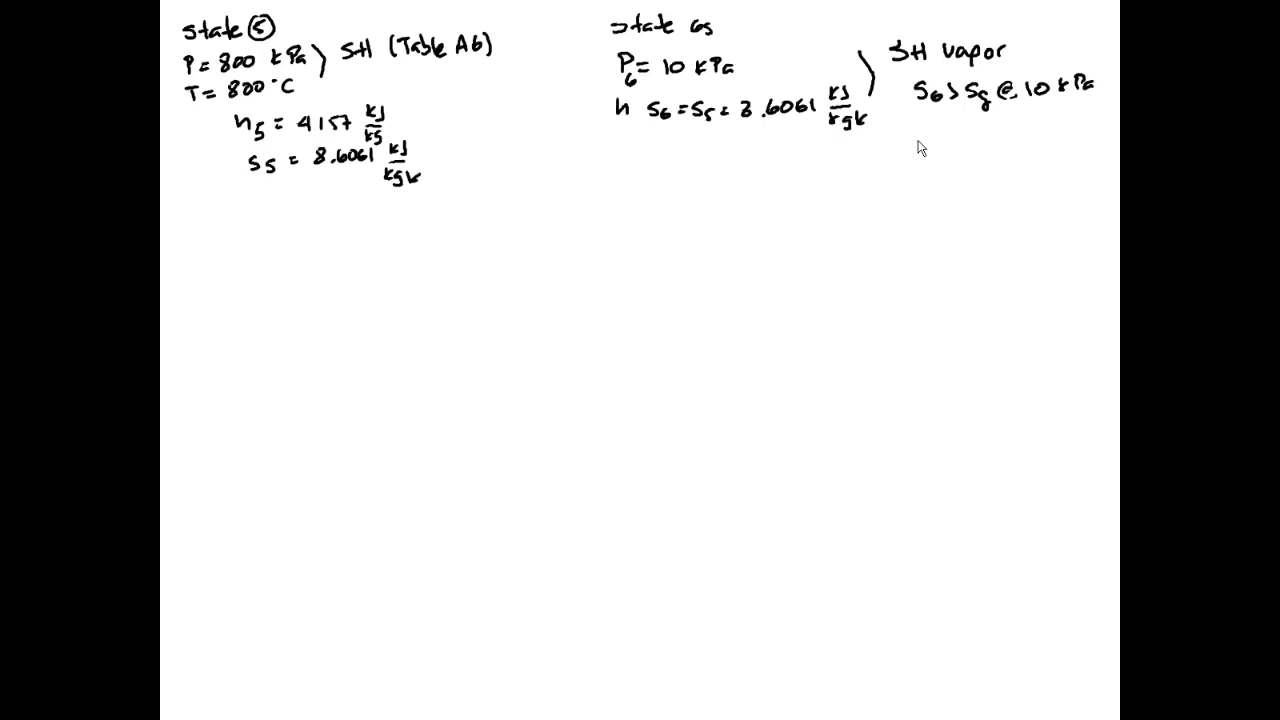 state ⑤
P = 800 kPa
T = 800°C
SH (Table A6)
h5 = 4157 kJ/kg
s5 = 8.6061 kJ/kgK
state 6s
P6 = 10 kPa
h s6 = s5 = 8.6061 kJ/kgK
SH vapor
s6 > sg @ 10 kPa